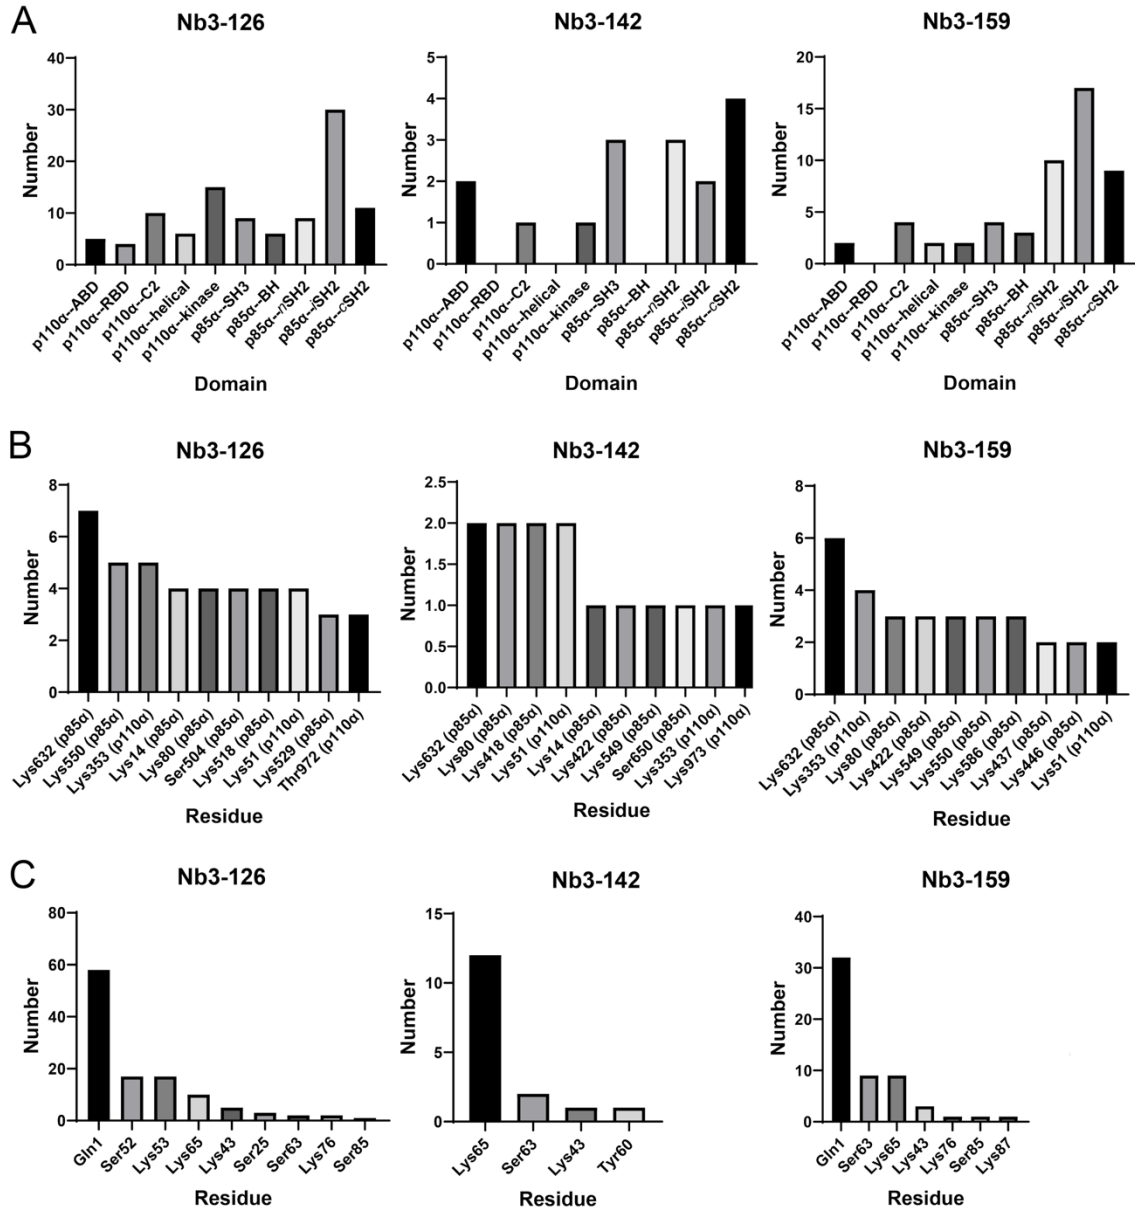 A
Nb3-126
Nb3-142
Nb3-159
Number
40
30
20
10
0
p110α--ABD
p110α--RBD
p110α--C2
p110α--helical
p110α--kinase
p85α--SH3
p85α--BH
p85α--nSH2
p85α--iSH2
p85α--cSH2
Domain
Number
5
4
3
2
1
0
p110α--ABD
p110α--RBD
p110α--C2
p110α--helical
p110α--kinase
p85α--SH3
p85α--BH
p85α--nSH2
p85α--iSH2
p85α--cSH2
Domain
Number
20
15
10
5
0
p110α--ABD
p110α--RBD
p110α--C2
p110α--helical
p110α--kinase
p85α--SH3
p85α--BH
p85α--nSH2
p85α--iSH2
p85α--cSH2
Domain
B
Nb3-126
Nb3-142
Nb3-159
Number
8
6
4
2
0
Lys632 (p85α)
Lys550 (p85α)
Lys353 (p110α)
Lys14 (p85α)
Lys80 (p85α)
Ser504 (p85α)
Lys518 (p85α)
Lys51 (p110α)
Lys529 (p85α)
Thr972 (p110α)
Residue
Number
2.5
2.0
1.5
1.0
0.5
0.0
Lys632 (p85α)
Lys80 (p85α)
Lys418 (p85α)
Lys51 (p110α)
Lys14 (p85α)
Lys422 (p85α)
Lys549 (p85α)
Ser650 (p85α)
Lys353 (p110α)
Lys973 (p110α)
Residue
Number
8
6
4
2
0
Lys632 (p85α)
Lys353 (p110α)
Lys80 (p85α)
Lys422 (p85α)
Lys549 (p85α)
Lys550 (p85α)
Lys586 (p85α)
Lys437 (p85α)
Lys446 (p85α)
Lys51 (p110α)
Residue
C
Nb3-126
Nb3-142
Nb3-159
Number
80
60
40
20
0
Gln1
Ser52
Lys53
Lys65
Lys43
Ser25
Ser63
Lys76
Ser85
Residue
Number
15
10
5
0
Lys65
Ser63
Lys43
Tyr60
Residue
Number
40
30
20
10
0
Gln1
Ser63
Lys65
Lys43
Lys76
Ser85
Lys87
Residue